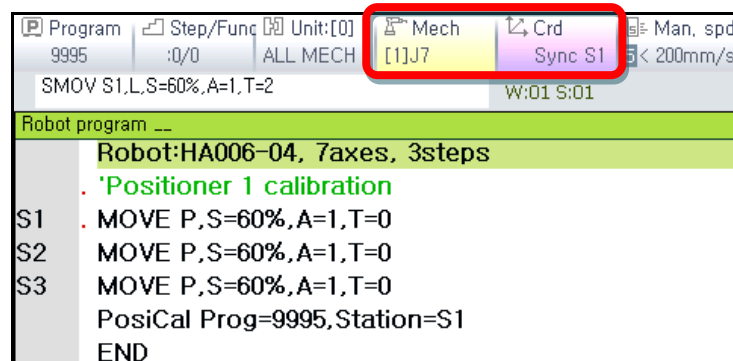 Program Step/Func Unit:[0] Mech Crd Man, spd
9995 :0/0 ALL MECH [1]J7 Sync S1 5< 200mm/s
SMOV S1,L,S=60%,A=1,T=2 W:01 S:01
Robot program __
Robot:HA006-04, 7axes, 3steps
. 'Positioner 1 calibration
S1 . MOVE P,S=60%,A=1,T=0
S2 MOVE P,S=60%,A=1,T=0
S3 MOVE P,S=60%,A=1,T=0
PosiCal Prog=9995,Station=S1
END